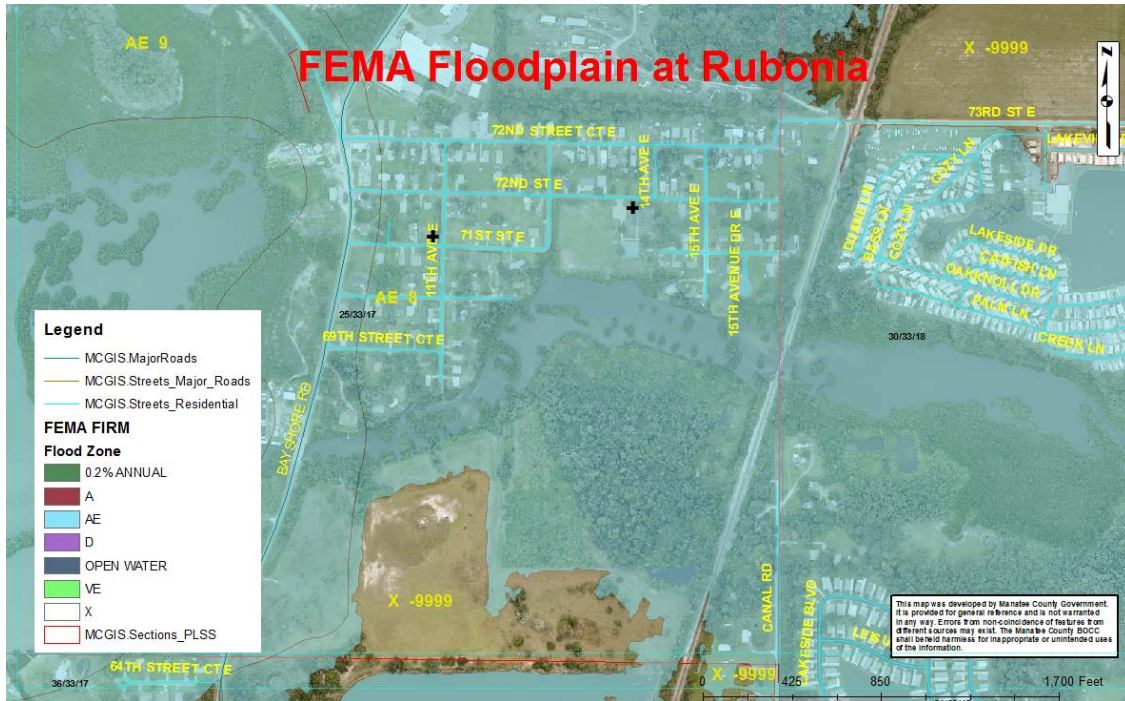 AE 9
FEMA Floodplain at Rubonia
X -9999
N
73RD ST E
72ND STREET CT E
14TH AVE E
COZY LN
72ND ST E
DUANE LN
BASS LN
COZY LN
LAKESIDE DR
CATFISH LN
OAKKNOLL DR
PALM LN
CREEK LN
11TH AVE E
71ST ST E
15TH AVE E
15TH AVENUE DR E
AE 8
25/33/17
69TH STREET CT E
30/33/18
BAYSHORE RD
Legend
MCGIS.MajorRoads
MCGIS.Streets_Major_Roads
MCGIS.Streets_Residential
FEMA FIRM
Flood Zone
0.2% ANNUAL
A
AE
D
OPEN WATER
VE
X
MCGIS.Sections_PLSS
X -9999
CANAL RD
LAKESIDE BLVD
This map was developed by Manatee County Government.
It is provided for general reference and is not warranted
in any way. Errors from non-coincidence of features from
different sources may exist. The Manatee County BOCC
shall be held harmless for inappropriate or unintended uses
of the information.
64TH STREET CT E
36/33/17
X -9999
0 425 850 1,700 Feet